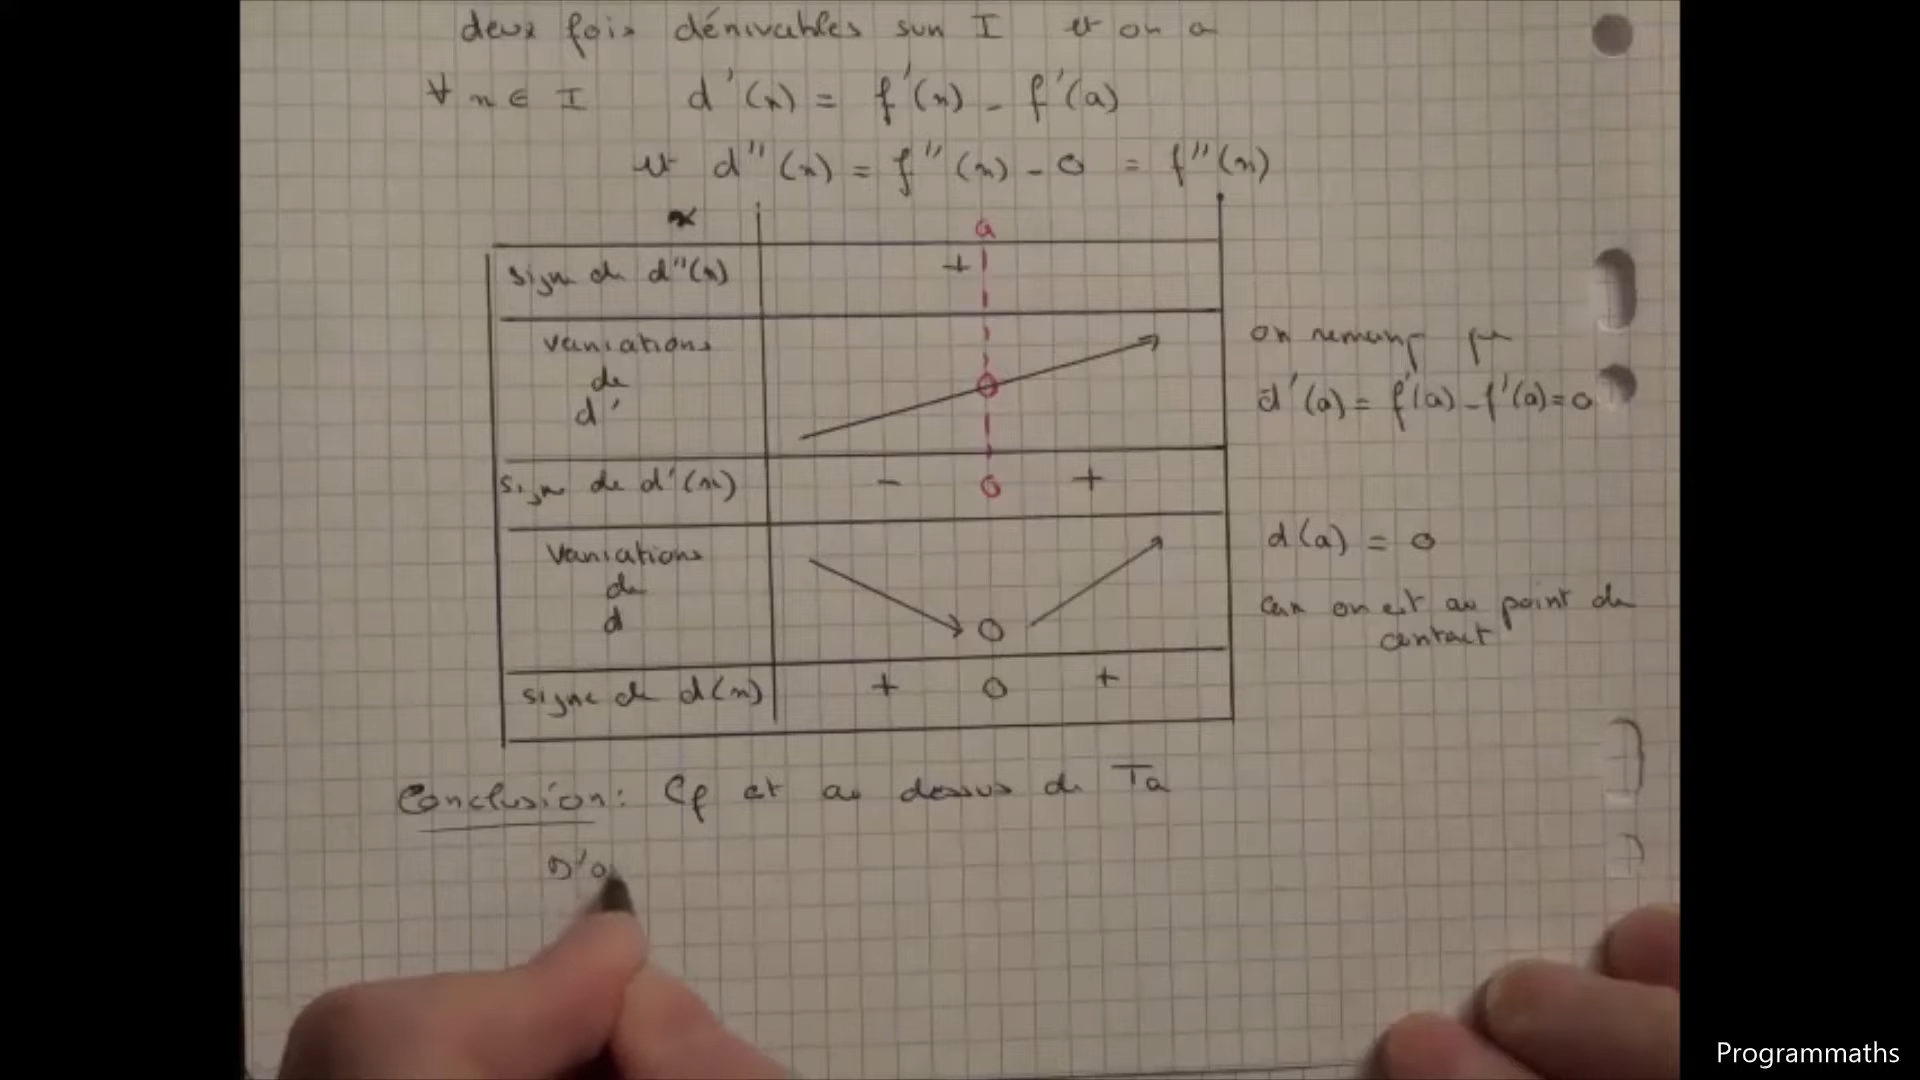 deux fois dérivables sur I et on a
∀ x ∈ I d'(x) = f'(x) - f'(a)
et d''(x) = f''(x) - 0 = f''(x)
x a
signe de d''(x) +
variations
de
d'
on remarq que
d'(a) = f'(a) - f'(a) = 0
signe de d'(x) - 0 +
variations
de
d
0
d(a) = 0
car on est au point de
contact
signe de d(x) + 0 +
Conclusion: Cf est au dessus de Ta
D'o
Programmaths